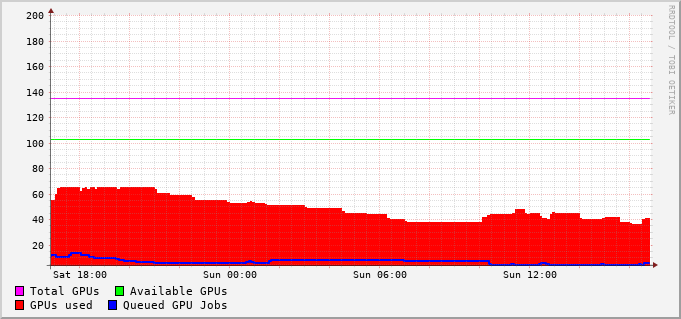 200
180
160
140
120
100
80
60
40
20
Sat 18:00 Sun 00:00 Sun 06:00 Sun 12:00
Total GPUs Available GPUs
GPUs used Queued GPU Jobs
RRDTOOL / TOBI OETIKER